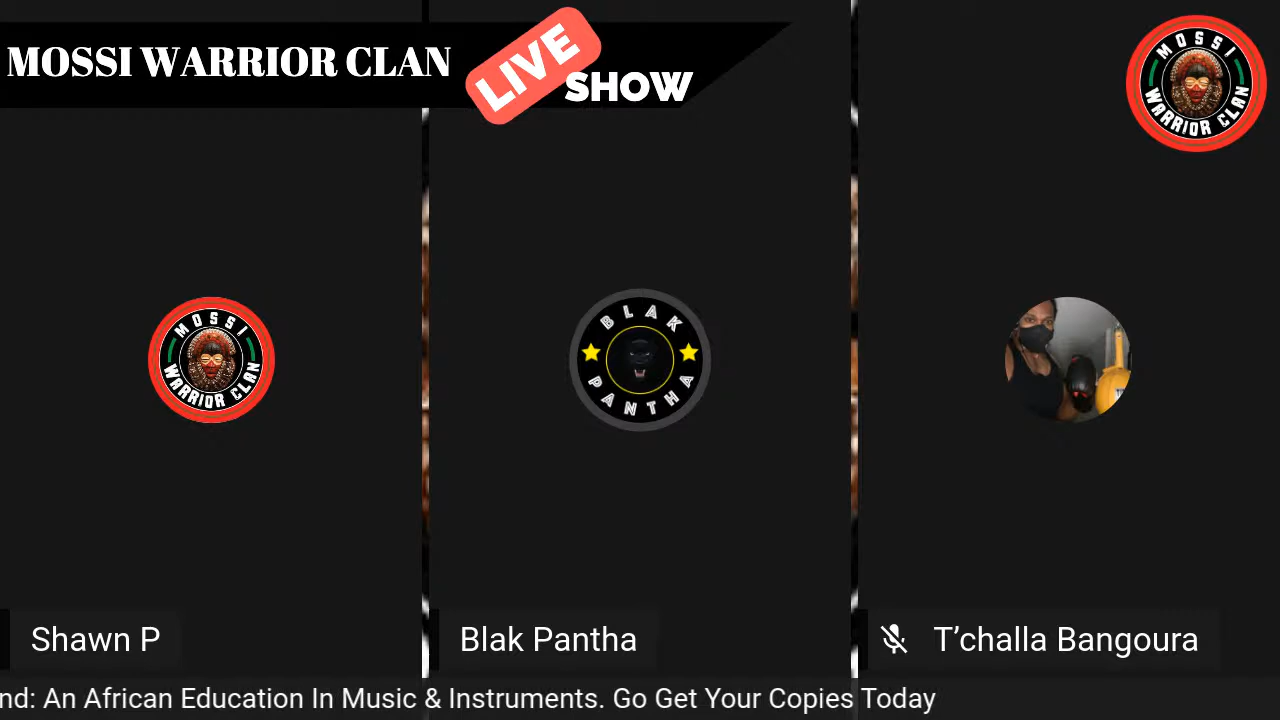 MOSSI WARRIOR CLAN
LIVE
SHOW
MOSSI
WARRIOR CLAN
MOSSI
WARRIOR CLAN
BLAK
PANTHA
Shawn P
Blak Pantha
T’challa Bangoura
nd: An African Education In Music & Instruments. Go Get Your Copies Today